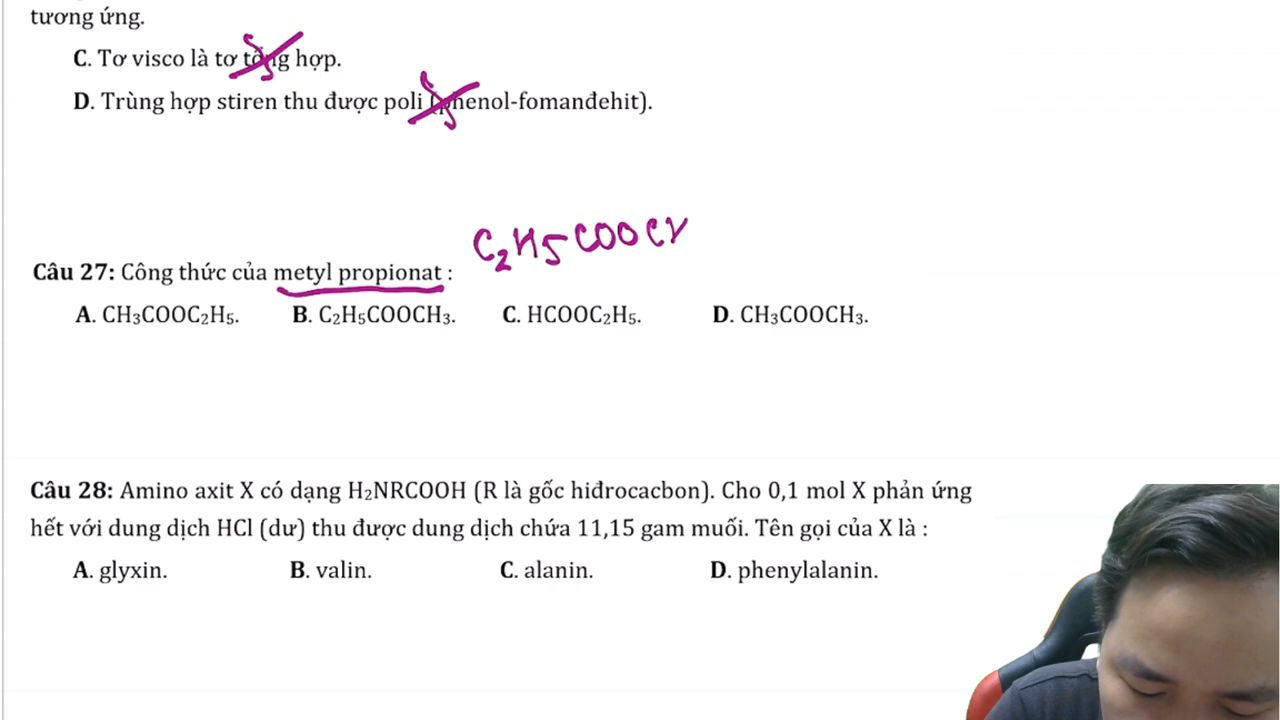 tương ứng.
C. Tơ visco là tơ tổng hợp.
D. Trùng hợp stiren thu được poli (phenol-fomanđehit).
C₂H5COOCH
Câu 27: Công thức của metyl propionat :
A. CH₃COOC₂H₅. B. C₂H₅COOCH₃. C. HCOOC₂H₅. D. CH₃COOCH₃.
Câu 28: Amino axit X có dạng H₂NRCOOH (R là gốc hiđrocacbon). Cho 0,1 mol X phản ứng
hết với dung dịch HCl (dư) thu được dung dịch chứa 11,15 gam muối. Tên gọi của X là :
A. glyxin. B. valin. C. alanin. D. phenylalanin.